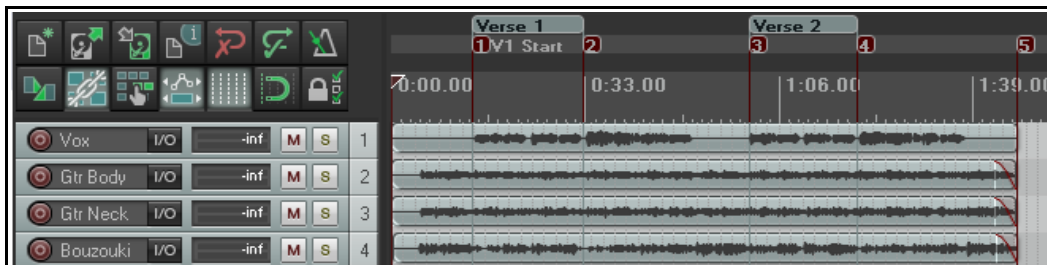 Verse 1 Verse 2
1 V1 Start 2 3 4 5
0:00.00 0:33.00 1:06.00 1:39.00
Vox I/O -inf M S 1
Gtr Body I/O -inf M S 2
Gtr Neck I/O -inf M S 3
Bouzouki I/O -inf M S 4